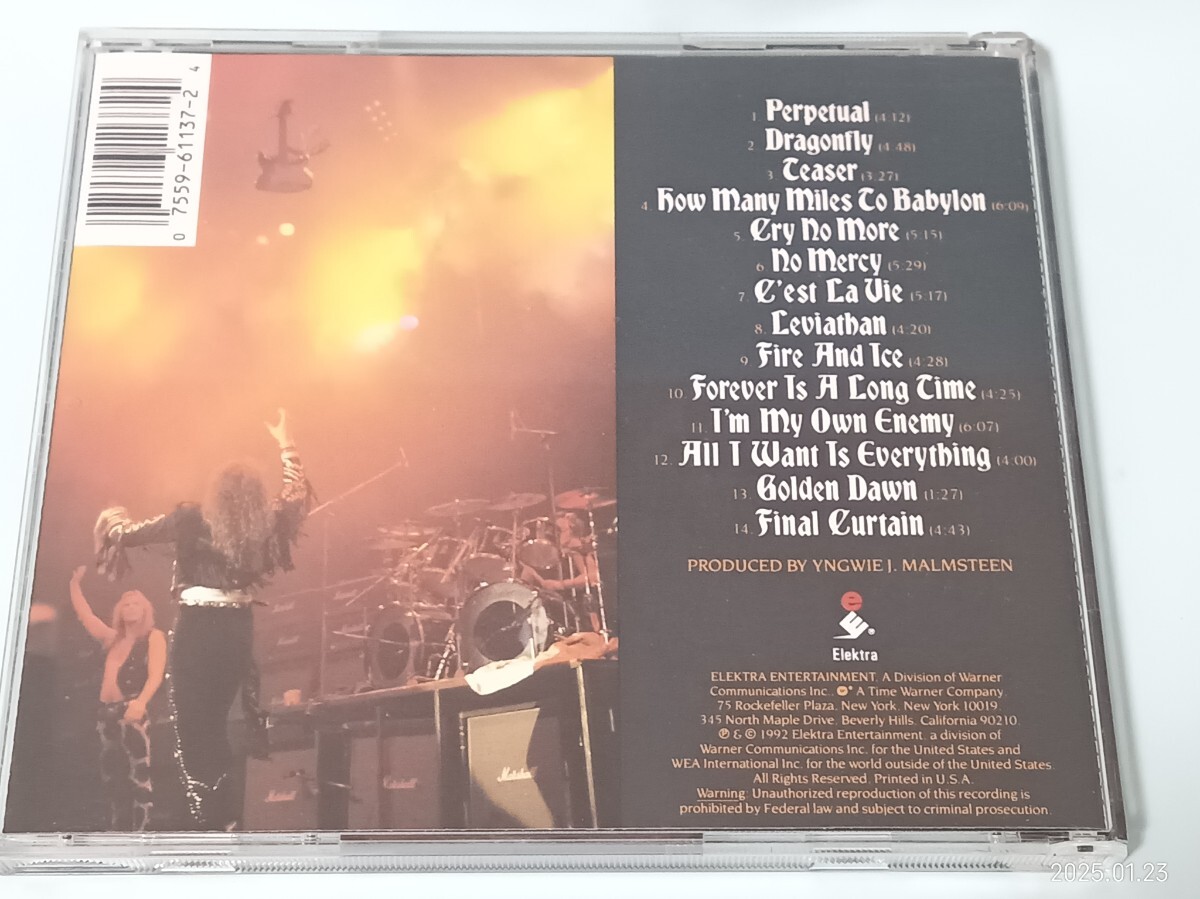 0 7559-61137-2 4
1. Perpetual (4:12)
2. Dragonfly (4:48)
3. Teaser (3:27)
4. How Many Miles To Babylon (6:09)
5. Cry No More (5:15)
6. No Mercy (5:29)
7. C'est La Vie (5:17)
8. Leviathan (4:20)
9. Fire And Ice (4:28)
10. Forever Is A Long Time (4:25)
11. I'm My Own Enemy (6:07)
12. All I Want Is Everything (4:00)
13. Golden Dawn (1:27)
14. Final Curtain (4:43)
PRODUCED BY YNGWIE J. MALMSTEEN
e
®
Elektra
ELEKTRA ENTERTAINMENT, A Division of Warner
Communications Inc., A Time Warner Company.
75 Rockefeller Plaza, New York, New York 10019.
345 North Maple Drive, Beverly Hills, California 90210.
℗ & © 1992 Elektra Entertainment, a division of
Warner Communications Inc. for the United States and
WEA International Inc. for the world outside of the United States.
All Rights Reserved. Printed in U.S.A.
Warning: Unauthorized reproduction of this recording is
prohibited by Federal law and subject to criminal prosecution.
Marshall
Marshall
Marshall
2025.01.23